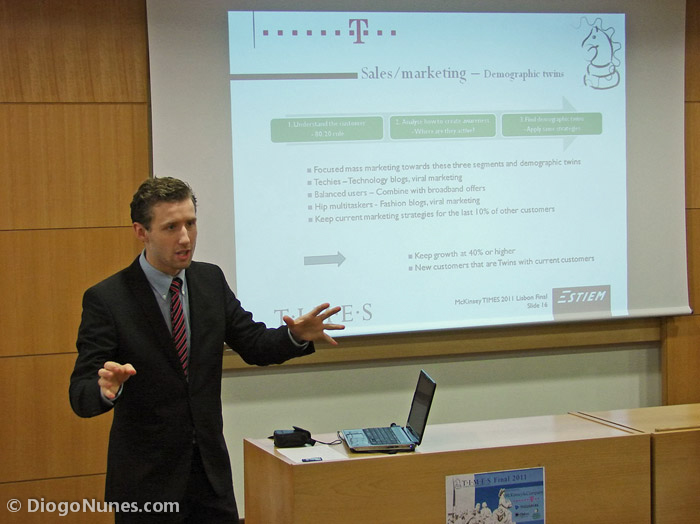 T
Sales/marketing – Demographic twins
1. Understand the customer
- 80/20 rule
2. Analyse how to create awareness
- Where are they active?
3. Find demographic twins
- Apply same strategies
Focused mass marketing towards these three segments and demographic twins
Techies – Technology blogs, viral marketing
Balanced users – Combine with broadband offers
Hip multitaskers - Fashion blogs, viral marketing
Keep current marketing strategies for the last 10% of other customers
Keep growth at 40% or higher
New customers that are Twins with current customers
McKinsey TIMES 2011 Lisbon Final
Slide 16
ESTIEM
T·I·M·E·S
T·I·M·E·S Final 2011
© DiogoNunes.com